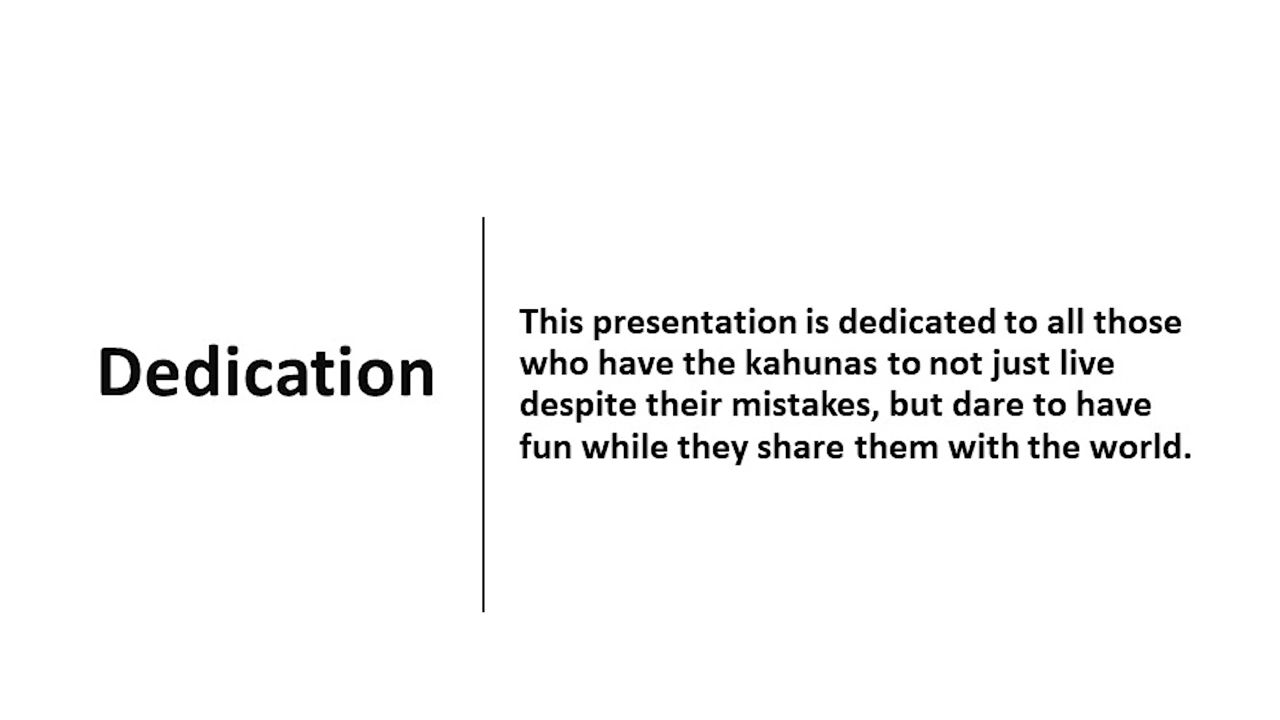 Dedication
This presentation is dedicated to all those
who have the kahunas to not just live
despite their mistakes, but dare to have
fun while they share them with the world.